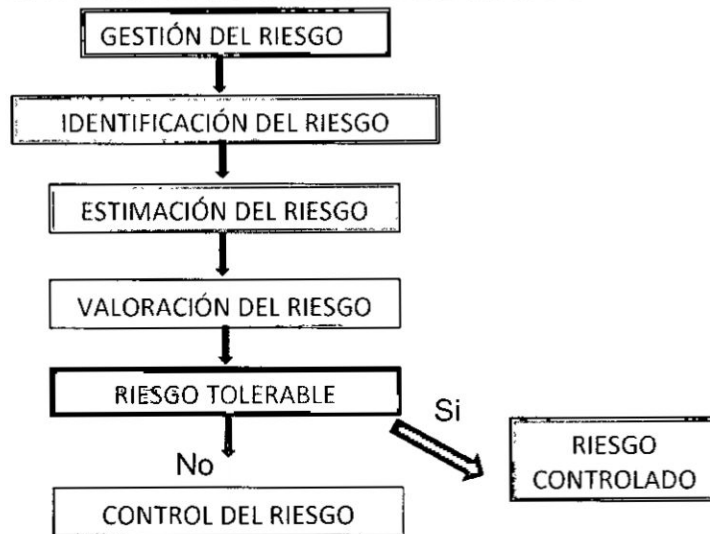 GESTIÓN DEL RIESGO
IDENTIFICACIÓN DEL RIESGO
ESTIMACIÓN DEL RIESGO
VALORACIÓN DEL RIESGO
RIESGO TOLERABLE
Si
No
RIESGO
CONTROLADO
CONTROL DEL RIESGO